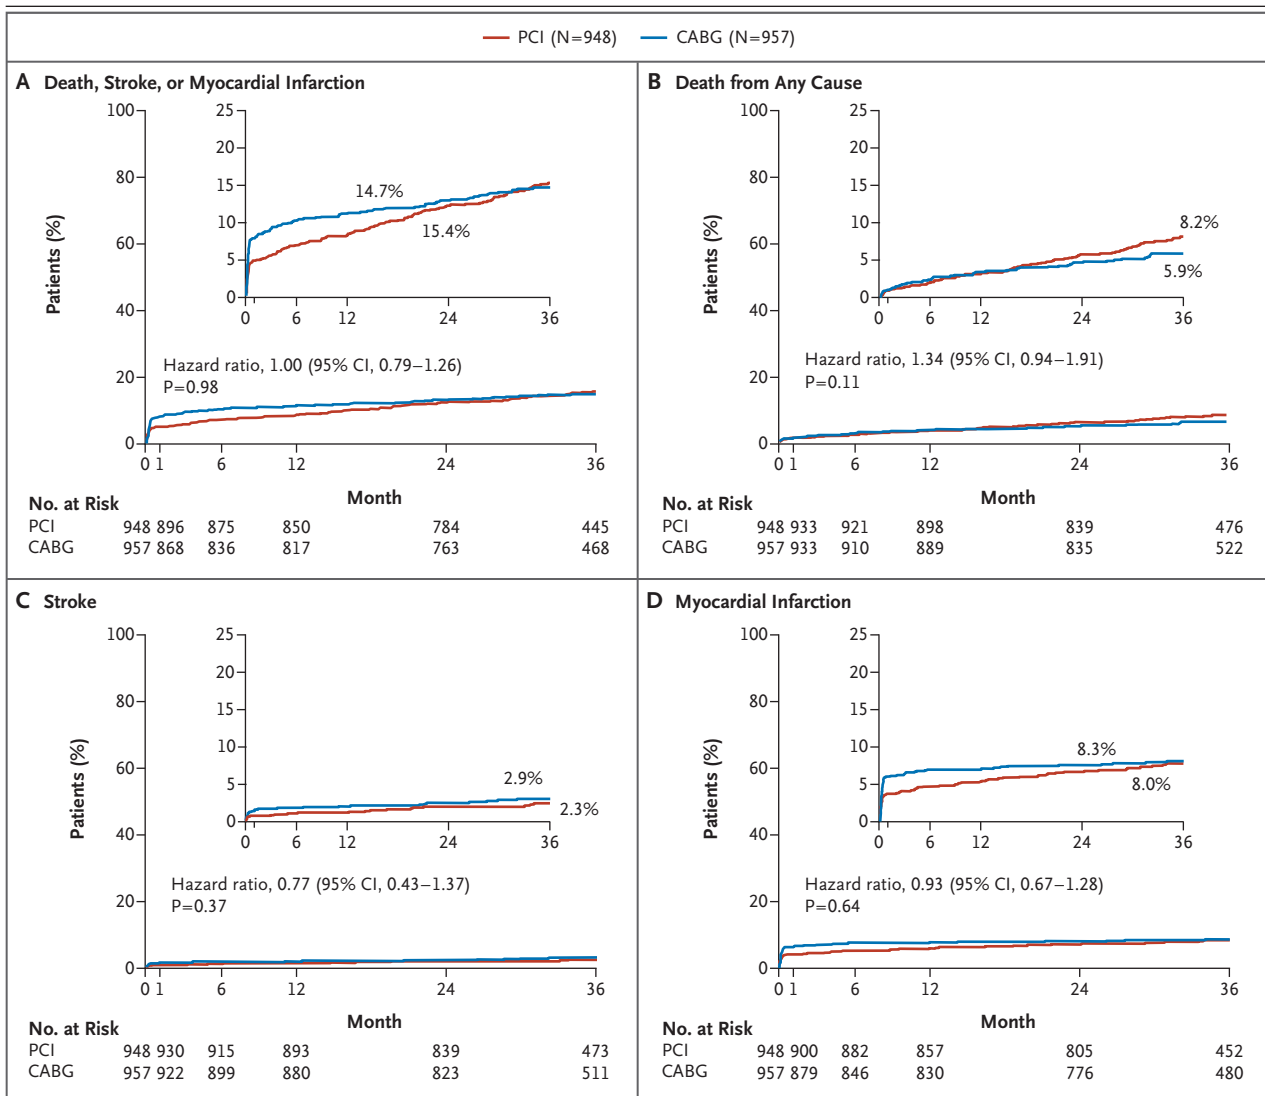 PCI (N=948) CABG (N=957)
A Death, Stroke, or Myocardial Infarction
Patients (%)
100
80
60
40
20
0
25
20
15
10
5
0
14.7%
15.4%
0 6 12 24 36
Hazard ratio, 1.00 (95% CI, 0.79–1.26)
P=0.98
0 1 6 12 24 36
Month
No. at Risk
PCI 948 896 875 850 784 445
CABG 957 868 836 817 763 468
B Death from Any Cause
Patients (%)
100
80
60
40
20
0
25
20
15
10
5
0
8.2%
5.9%
0 6 12 24 36
Hazard ratio, 1.34 (95% CI, 0.94–1.91)
P=0.11
0 1 6 12 24 36
Month
No. at Risk
PCI 948 933 921 898 839 476
CABG 957 933 910 889 835 522
C Stroke
Patients (%)
100
80
60
40
20
0
25
20
15
10
5
0
2.9%
2.3%
0 6 12 24 36
Hazard ratio, 0.77 (95% CI, 0.43–1.37)
P=0.37
0 1 6 12 24 36
Month
No. at Risk
PCI 948 930 915 893 839 473
CABG 957 922 899 880 823 511
D Myocardial Infarction
Patients (%)
100
80
60
40
20
0
25
20
15
10
5
0
8.3%
8.0%
0 6 12 24 36
Hazard ratio, 0.93 (95% CI, 0.67–1.28)
P=0.64
0 1 6 12 24 36
Month
No. at Risk
PCI 948 900 882 857 805 452
CABG 957 879 846 830 776 480